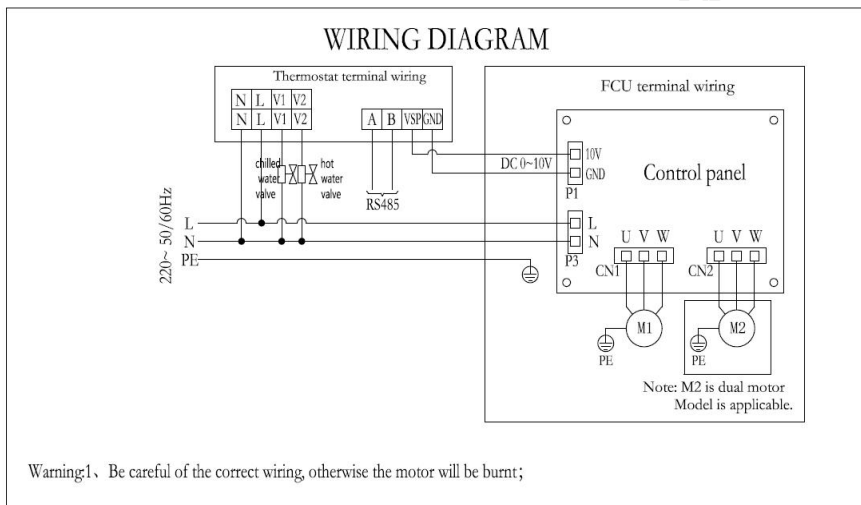 WIRING DIAGRAM
Thermostat terminal wiring
N L V1 V2
N L V1 V2
A B VSP GND
chilled
water
valve
hot
water
valve
RS485
DC 0~10V
220~ 50/60Hz
L
N
PE
FCU terminal wiring
10V
GND
P1
Control panel
L
N
P3
U V W
CN1
U V W
CN2
M1
PE
M2
PE
Note: M2 is dual motor
Model is applicable.
Warning:1、Be careful of the correct wiring, otherwise the motor will be burnt;